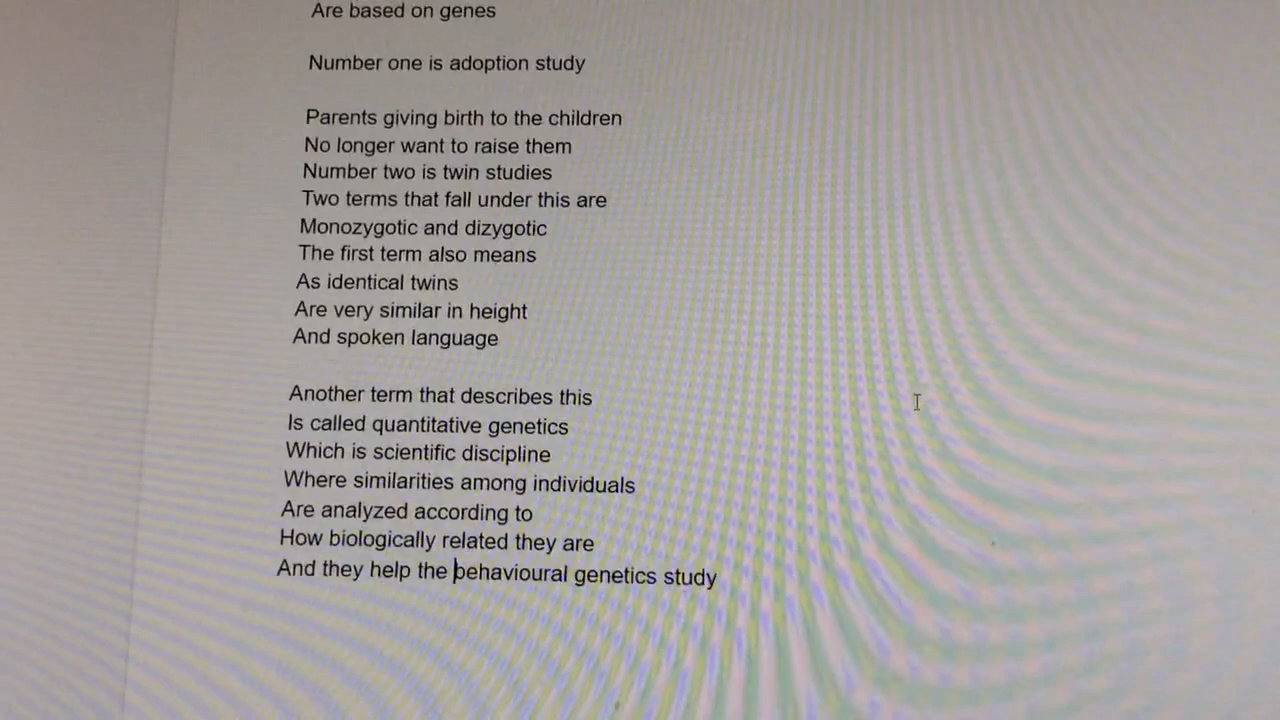 Are based on genes
Number one is adoption study
Parents giving birth to the children
No longer want to raise them
Number two is twin studies
Two terms that fall under this are
Monozygotic and dizygotic
The first term also means
As identical twins
Are very similar in height
And spoken language
Another term that describes this
Is called quantitative genetics
Which is scientific discipline
Where similarities among individuals
Are analyzed according to
How biologically related they are
And they help the behavioural genetics study